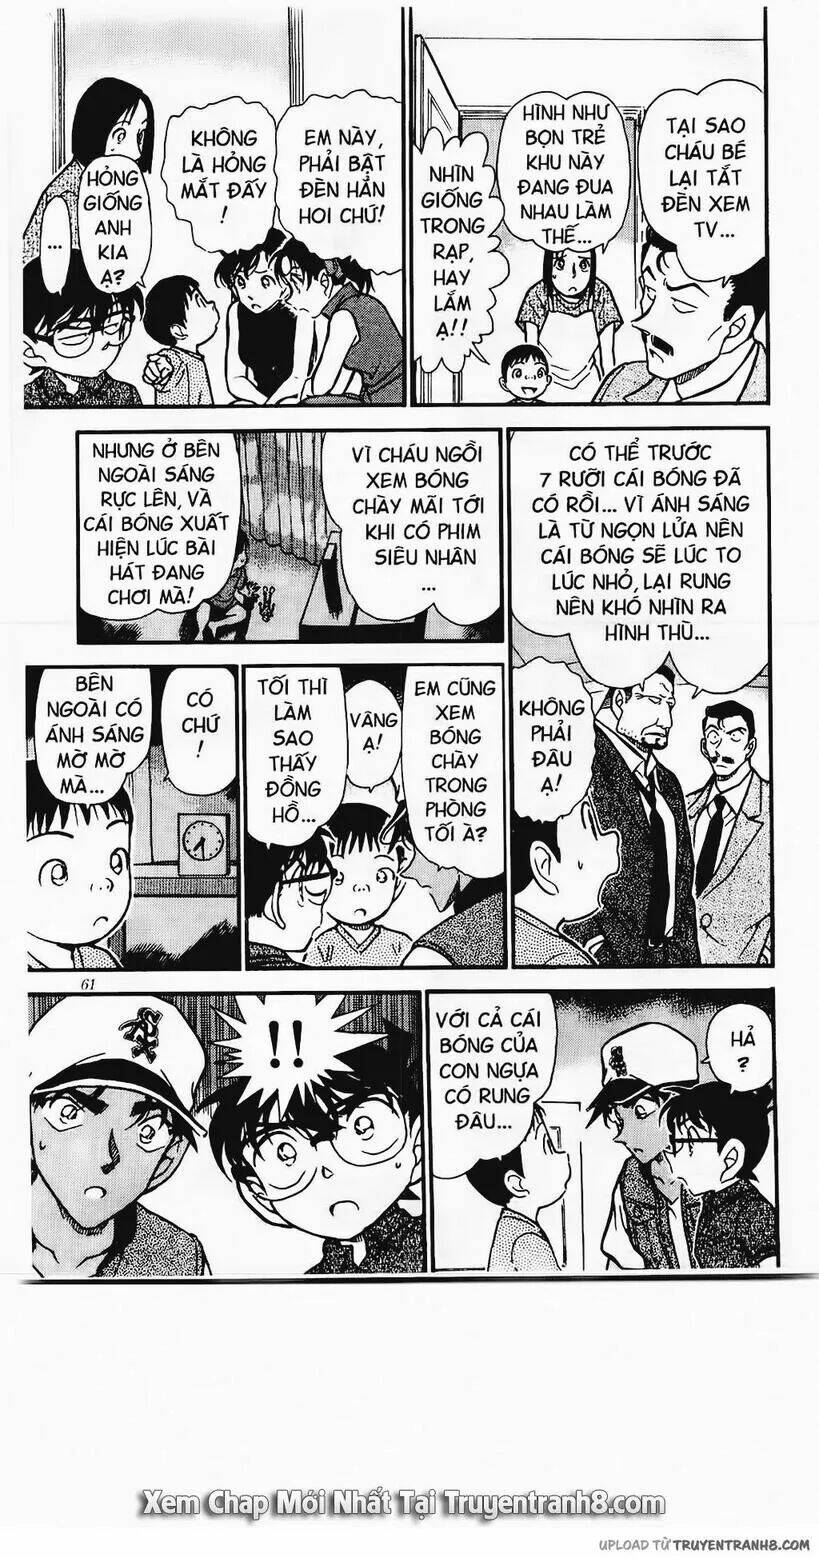 TẠI SAO
CHÁU BÉ
LẠI TẮT
ĐÈN XEM
TV...
HÌNH NHƯ
BỌN TRẺ
KHU NÀY
ĐANG ĐUA
NHAU LÀM
THẾ...
NHÌN
GIỐNG
TRONG
RẠP,
HAY
LẮM
Ạ!!
EM NÀY,
PHẢI BẬT
ĐÈN HẲN
HOI CHỨ!
KHÔNG
LÀ HỎNG
MẮT ĐẤY
!
HỎNG
GIỐNG
ANH
KIA
Ạ?
...
CÓ THỂ TRƯỚC
7 RƯỠI CÁI BÓNG ĐÃ
CÓ RỒI... VÌ ÁNH SÁNG
LÀ TỪ NGỌN LỬA NÊN
CÁI BÓNG SẼ LÚC TO
LÚC NHỎ, LẠI RUNG
NÊN KHÓ NHÌN RA
HÌNH THÙ...
KHÔNG
PHẢI
ĐÂU
Ạ!
VÌ CHÁU NGỒI
XEM BÓNG
CHÀY MÃI TỚI
KHI CÓ PHIM
SIÊU NHÂN
...
NHƯNG Ở BÊN
NGOÀI SÁNG
RỰC LÊN, VÀ
CÁI BÓNG XUẤT
HIỆN LÚC BÀI
HÁT ĐANG
CHƠI MÀ!
EM CŨNG
XEM
BÓNG
CHÀY
TRONG
PHÒNG
TỐI À?
VÂNG
Ạ!
TỐI THÌ
LÀM
SAO
THẤY
ĐỒNG
HỒ...
CÓ
CHỨ
!
BÊN
NGOÀI CÓ
ÁNH SÁNG
MỜ MỜ
MÀ...
61
VỚI CẢ CÁI
BÓNG CỦA
CON NGỰA
CÓ RUNG
ĐÂU...
HẢ
?
!!
Xem Chap Mới Nhất Tại Truyentranh8.com
UPLOAD TỪ TRUYENTRANH8.COM